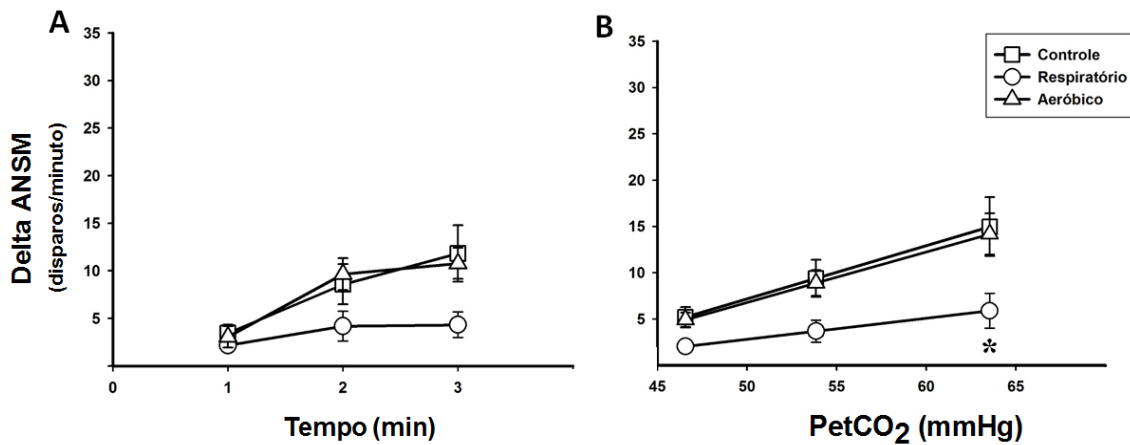 A
B
35
30
25
20
15
10
5
0
1
2
3
Tempo (min)
Delta ANSM
(disparos/minuto)
35
30
25
20
15
10
5
45
50
55
60
65
PetCO₂ (mmHg)
Controle
Respiratório
Aeróbico
*